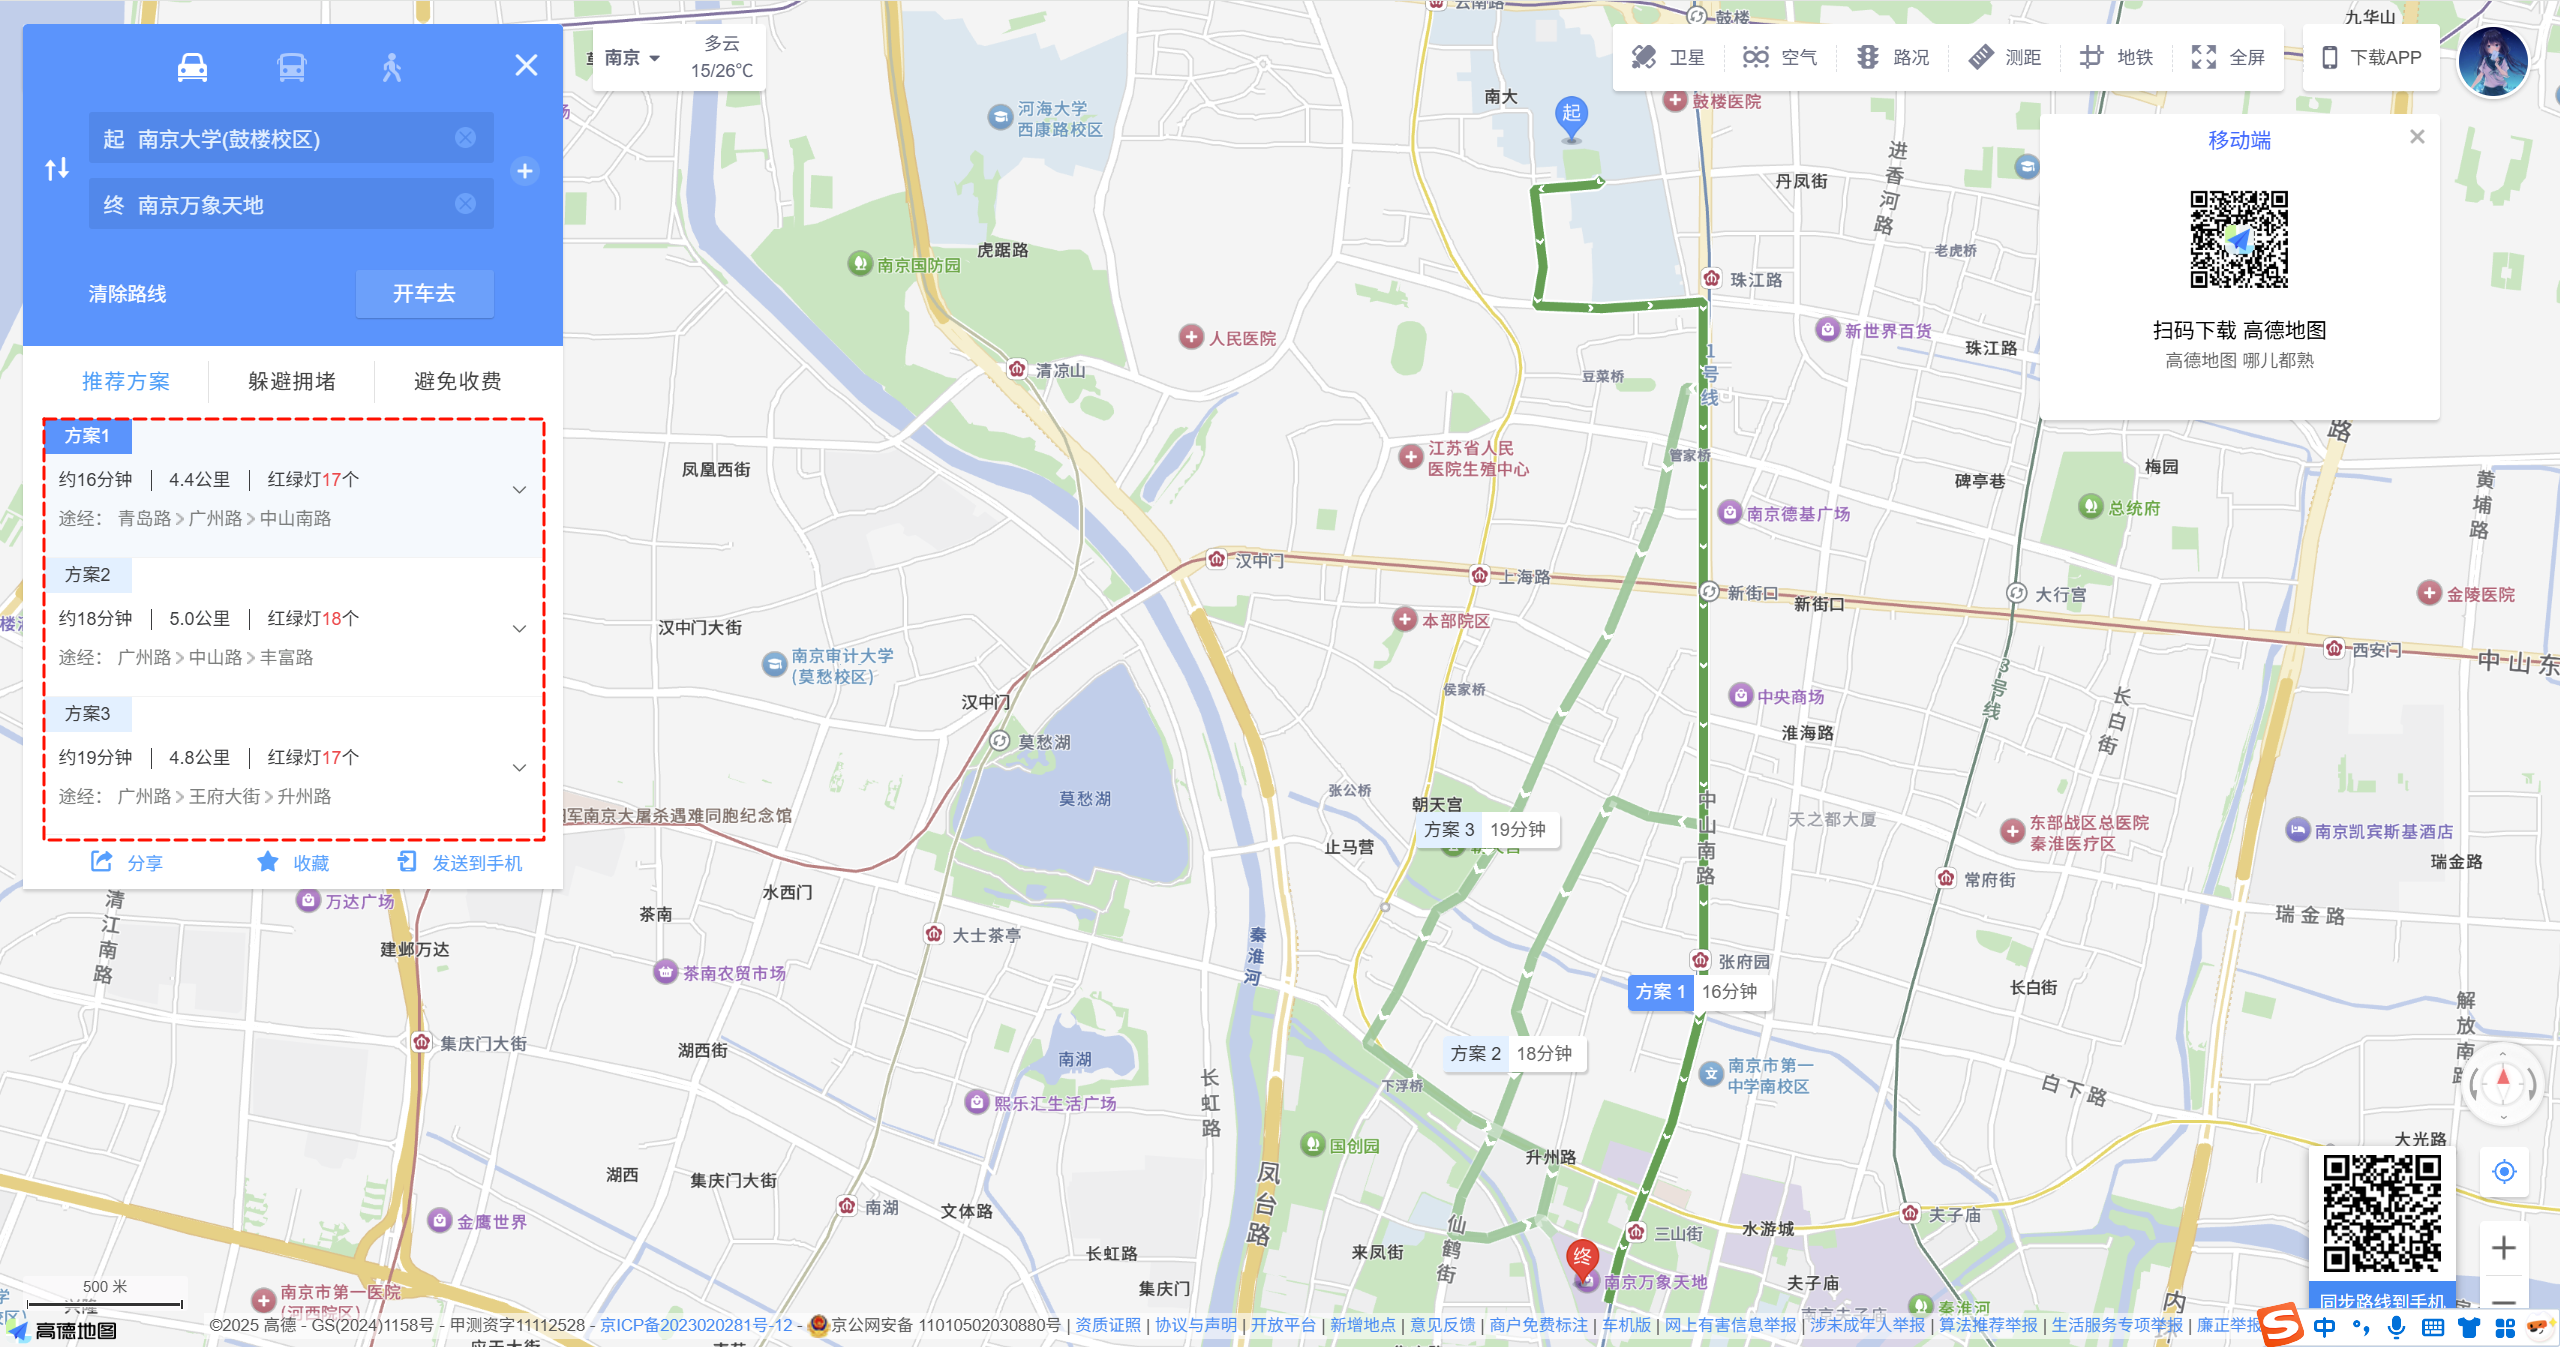 起 南京大学(鼓楼校区)
终 南京万象天地
清除路线
开车去
推荐方案
躲避拥堵
避免收费
方案1
约16分钟 | 4.4公里 | 红绿灯17个
途经： 青岛路 > 广州路 > 中山南路
方案2
约18分钟 | 5.0公里 | 红绿灯18个
途经： 广州路 > 中山路 > 丰富路
方案3
约19分钟 | 4.8公里 | 红绿灯17个
途经： 广州路 > 王府大街 > 升州路
分享
收藏
发送到手机
南京
多云
15/26℃
卫星
空气
路况
测距
地铁
全屏
下载APP
移动端
扫码下载 高德地图
高德地图 哪儿都熟
云南路
鼓楼
九华山
南大
起
鼓楼医院
河海大学
西康路校区
丹凤街
进香河路
老虎桥
虎踞路
南京国防园
珠江路
新世界百货
珠江路
人民医院
清凉山
1号线
豆菜桥
江苏省人民
医院生殖中心
管家桥
凤凰西街
碑亭巷
梅园
总统府
黄埔路
路
南京德基广场
汉中门
上海路
新街口
新街口
大行宫
金陵医院
本部院区
汉中门大街
西安门
中山东
南京审计大学
(莫愁校区)
侯家桥
中央商场
3号线
长白街
汉中门
莫愁湖
淮海路
莫愁湖
张公桥
朝天宫
方案 3 19分钟
中山南路
天之都大厦
东部战区总医院
秦淮医疗区
南京凯宾斯基酒店
军南京大屠杀遇难同胞纪念馆
止马营
瑞金路
常府街
水西门
万达广场
清江南路
茶南
瑞金路
建邺万达
大士茶亭
秦淮河
张府园
茶南农贸市场
方案 1 16分钟
长白街
解放南路
集庆门大街
湖西街
南湖
方案 2 18分钟
南京市第一
中学南校区
下浮桥
白下路
长虹路
熙乐汇生活广场
国创园
升州路
大光路
湖西
集庆门大街
凤台路
南湖
文体路
金鹰世界
仙鹤街
三山街
水游城
夫子庙
来凤街
长虹路
终
南京万象天地
夫子庙
集庆门
南京市第一医院
(河西院区)
南京夫子庙
秦淮河
内环
同步路线到手机
500 米
兴隆
高德地图
©2025 高德 - GS(2024)1158号 - 甲测资字11112528 - 京ICP备2023020281号-12 - 京公网安备 11010502030880号 | 资质证照 | 协议与声明 | 开放平台 | 新增地点 | 意见反馈 | 商户免费标注 | 车机版 | 网上有害信息举报 | 涉未成年人举报 | 算法推荐举报 | 生活服务专项举报 | 廉正举报
中
应天大街